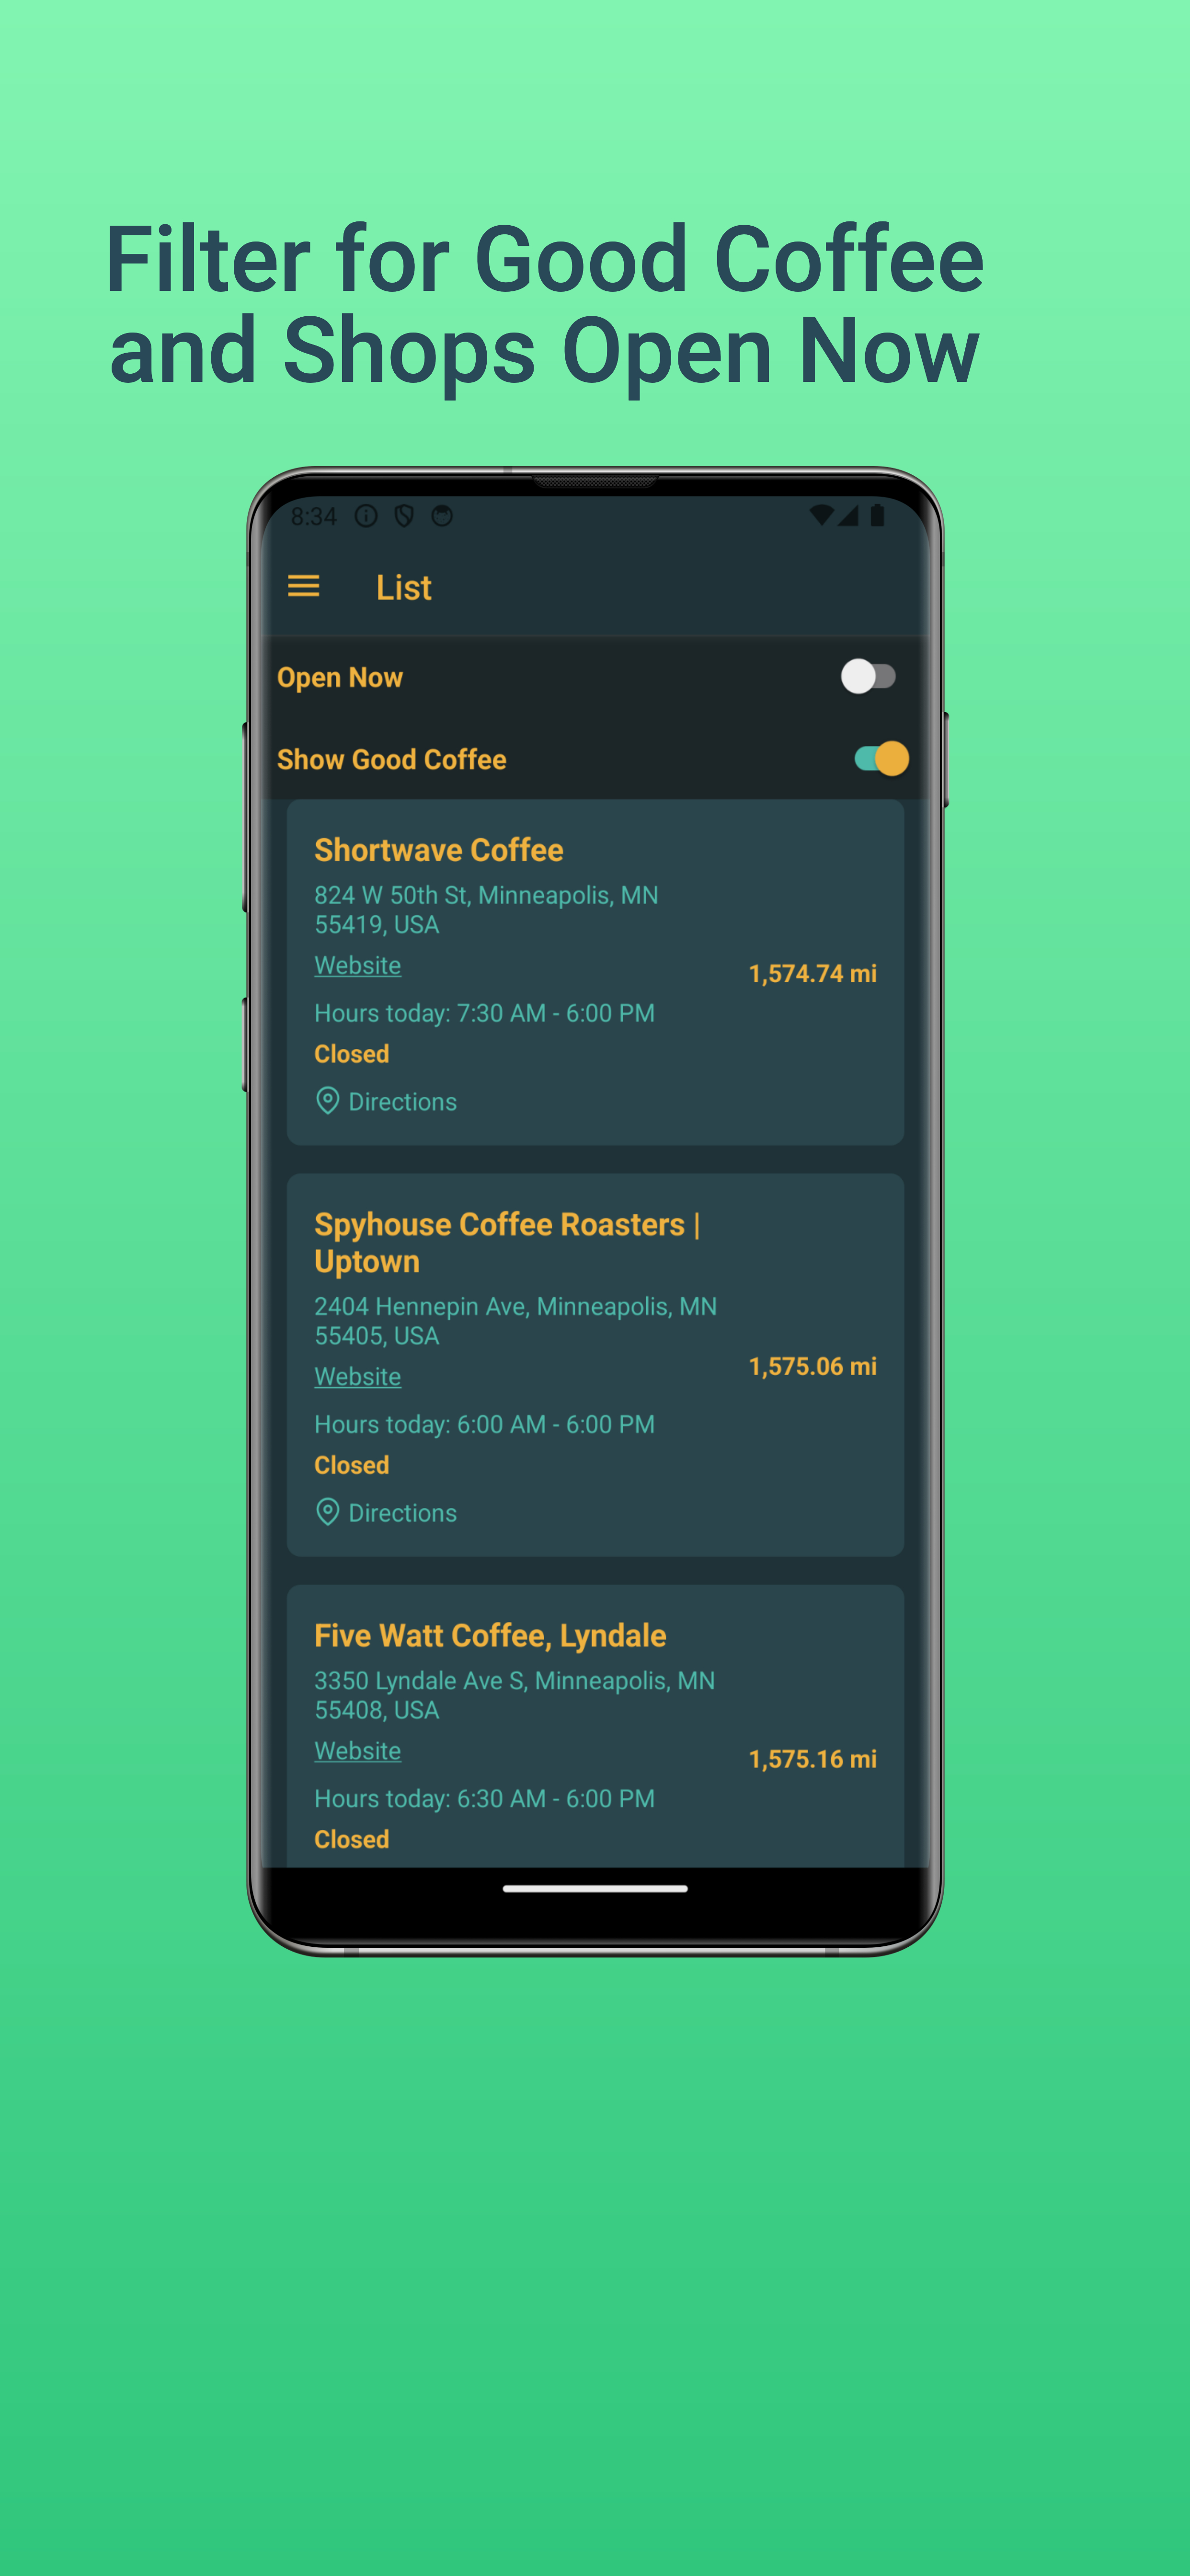 Filter for Good Coffee
and Shops Open Now
8:34
List
Open Now
Show Good Coffee
Shortwave Coffee
824 W 50th St, Minneapolis, MN
55419, USA
Website
1,574.74 mi
Hours today: 7:30 AM - 6:00 PM
Closed
Directions
Spyhouse Coffee Roasters |
Uptown
2404 Hennepin Ave, Minneapolis, MN
55405, USA
1,575.06 mi
Website
Hours today: 6:00 AM - 6:00 PM
Closed
Directions
Five Watt Coffee, Lyndale
3350 Lyndale Ave S, Minneapolis, MN
55408, USA
Website
1,575.16 mi
Hours today: 6:30 AM - 6:00 PM
Closed